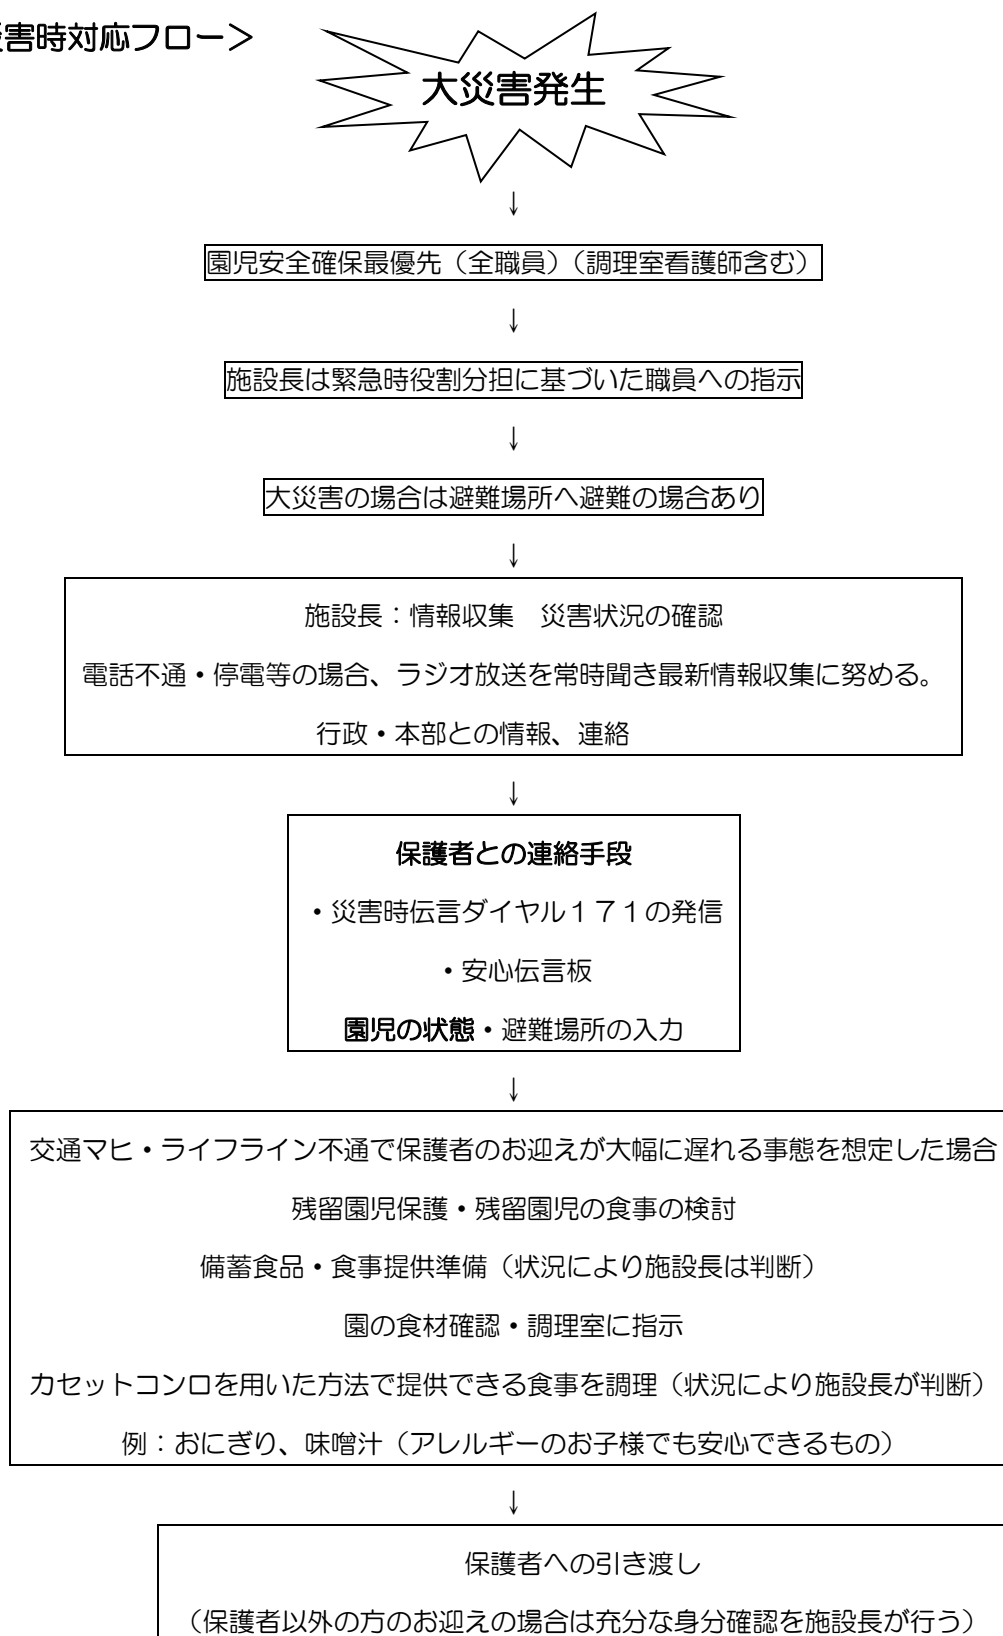 害時対応フロー＞
大災害発生
↓
園児安全確保最優先（全職員）（調理室看護師含む）
↓
施設長は緊急時役割分担に基づいた職員への指示
↓
大災害の場合は避難場所へ避難の場合あり
↓
施設長：情報収集　災害状況の確認
電話不通・停電等の場合、ラジオ放送を常時聞き最新情報収集に努める。
行政・本部との情報、連絡
↓
保護者との連絡手段
・災害時伝言ダイヤル１７１の発信
・安心伝言板
園児の状態・避難場所の入力
↓
交通マヒ・ライフライン不通で保護者のお迎えが大幅に遅れる事態を想定した場合
残留園児保護・残留園児の食事の検討
備蓄食品・食事提供準備（状況により施設長は判断）
園の食材確認・調理室に指示
カセットコンロを用いた方法で提供できる食事を調理（状況により施設長が判断）
例：おにぎり、味噌汁（アレルギーのお子様でも安心できるもの）
↓
保護者への引き渡し
（保護者以外の方のお迎えの場合は充分な身分確認を施設長が行う）